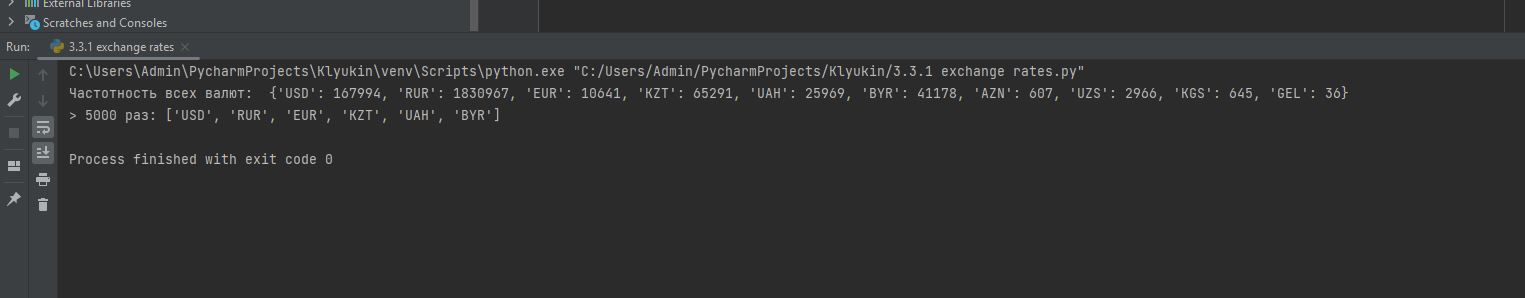 External Libraries
Scratches and Consoles
Run: 3.3.1 exchange rates
C:\Users\Admin\PycharmProjects\Klyukin\venv\Scripts\python.exe "C:/Users/Admin/PycharmProjects/Klyukin/3.3.1 exchange rates.py"
Частотность всех валют:  {'USD': 167994, 'RUR': 1830967, 'EUR': 10641, 'KZT': 65291, 'UAH': 25969, 'BYR': 41178, 'AZN': 607, 'UZS': 2966, 'KGS': 645, 'GEL': 36}
> 5000 раз: ['USD', 'RUR', 'EUR', 'KZT', 'UAH', 'BYR']
Process finished with exit code 0